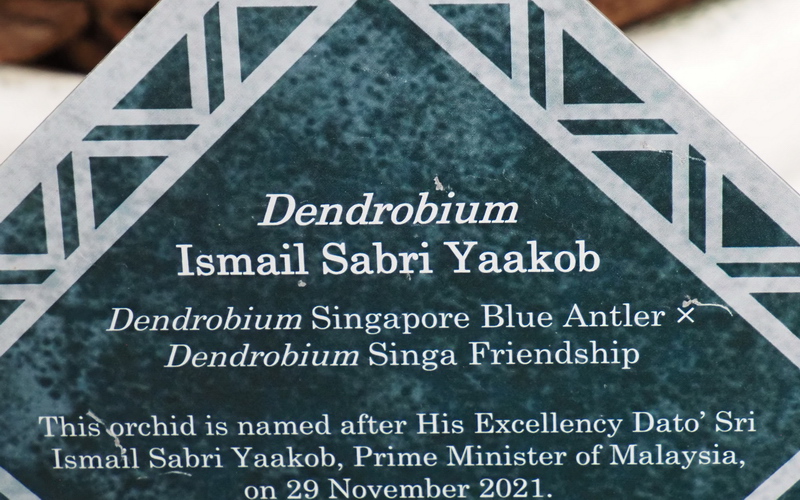 Dendrobium
Ismail Sabri Yaakob
Dendrobium Singapore Blue Antler ×
Dendrobium Singa Friendship
This orchid is named after His Excellency Dato’ Sri
Ismail Sabri Yaakob, Prime Minister of Malaysia,
on 29 November 2021.